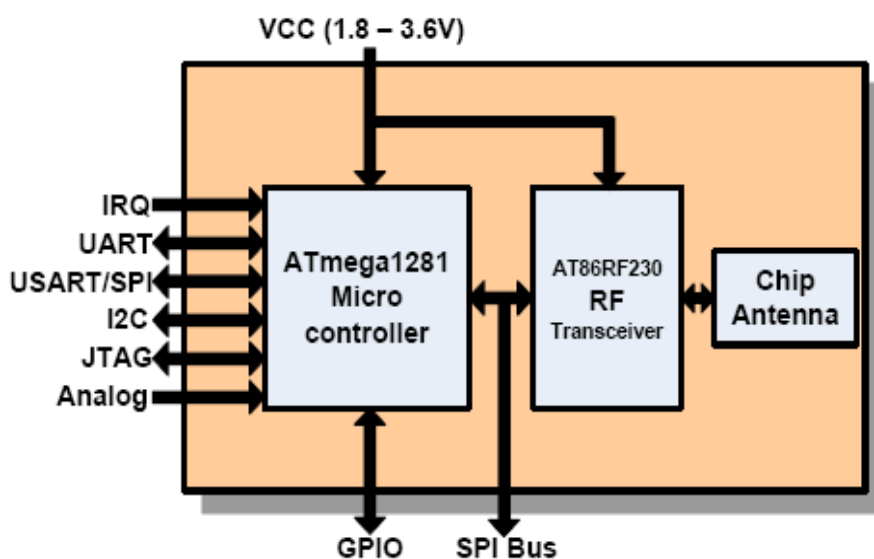 VCC (1.8 – 3.6V)
IRQ
UART
USART/SPI
I2C
JTAG
Analog
ATmega1281
Micro
controller
AT86RF230
RF
Transceiver
Chip
Antenna
GPIO
SPI Bus